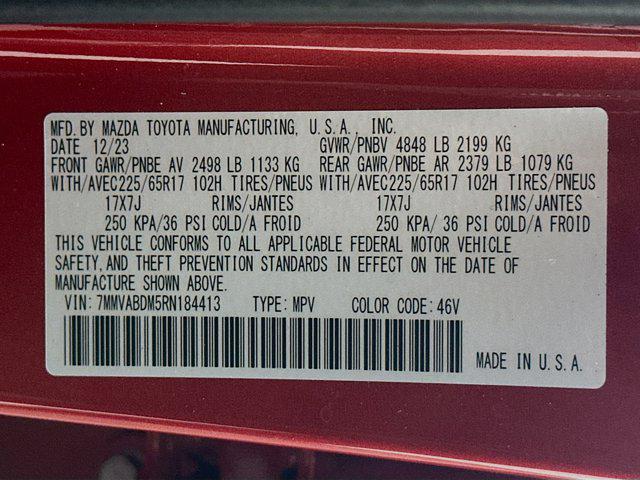 MFD. BY MAZDA TOYOTA MANUFACTURING, U.S.A., INC.
DATE 12/23 GVWR/PNBV 4848 LB 2199 KG
FRONT GAWR/PNBE AV 2498 LB 1133 KG REAR GAWR/PNBE AR 2379 LB 1079 KG
WITH/AVEC225/65R17 102H TIRES/PNEUS WITH/AVEC225/65R17 102H TIRES/PNEUS
17X7J RIMS/JANTES 17X7J RIMS/JANTES
250 KPA/36 PSI COLD/A FROID 250 KPA/ 36 PSI COLD/A FROID
THIS VEHICLE CONFORMS TO ALL APPLICABLE FEDERAL MOTOR VEHICLE
SAFETY, AND THEFT PREVENTION STANDARDS IN EFFECT ON THE DATE OF
MANUFACTURE SHOWN ABOVE.
VIN: 7MMVABDM5RN184413 TYPE: MPV COLOR CODE: 46V
MADE IN U.S.A.